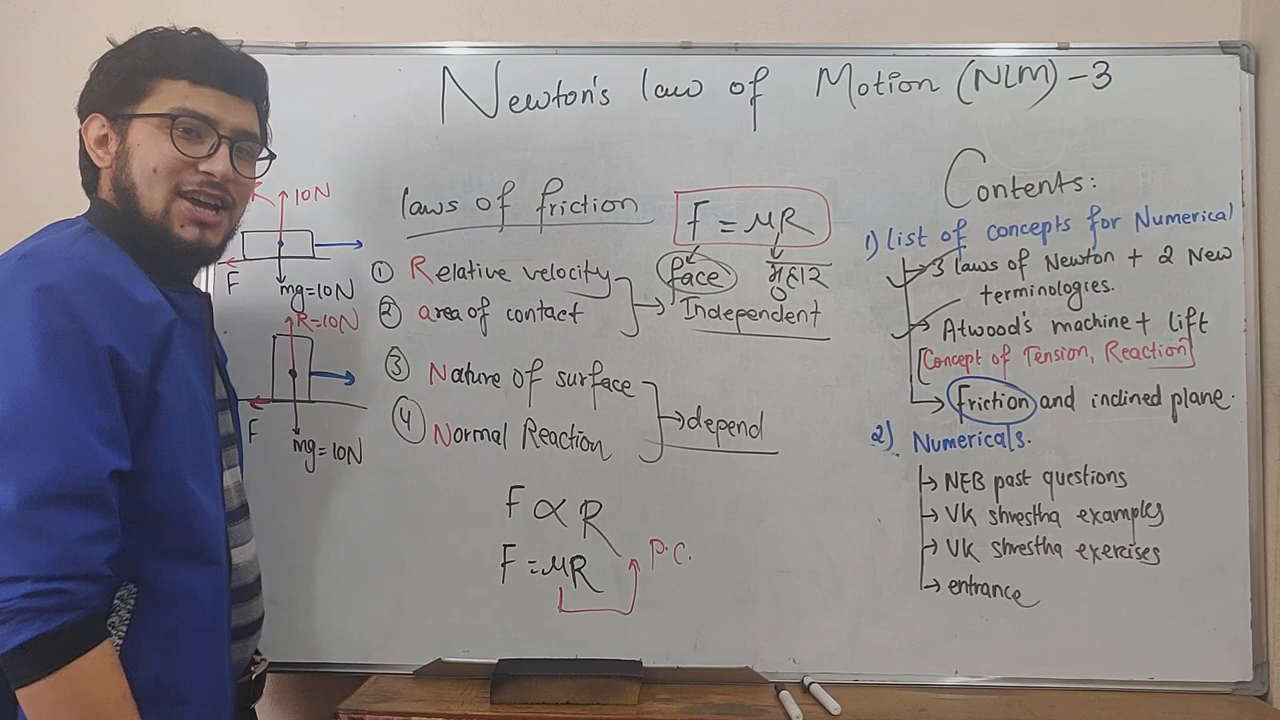 Newton's law of Motion (NLM) - 3
R 10N
F
mg=10N
R=10N
F
mg=10N
laws of friction
F = μR
face मुहार
① Relative velocity
② area of contact
Independent
③ Nature of surface
④ Normal Reaction
depend
F ∝ R
F = μR
P.C.
Contents:
1) list of concepts for Numerical
3 laws of Newton + 2 New
terminologies.
Atwood's machine + lift
[Concept of Tension, Reaction]
friction and inclined plane.
2) Numericals.
NEB past questions
VK shrestha examples
VK shrestha exercises
entrance